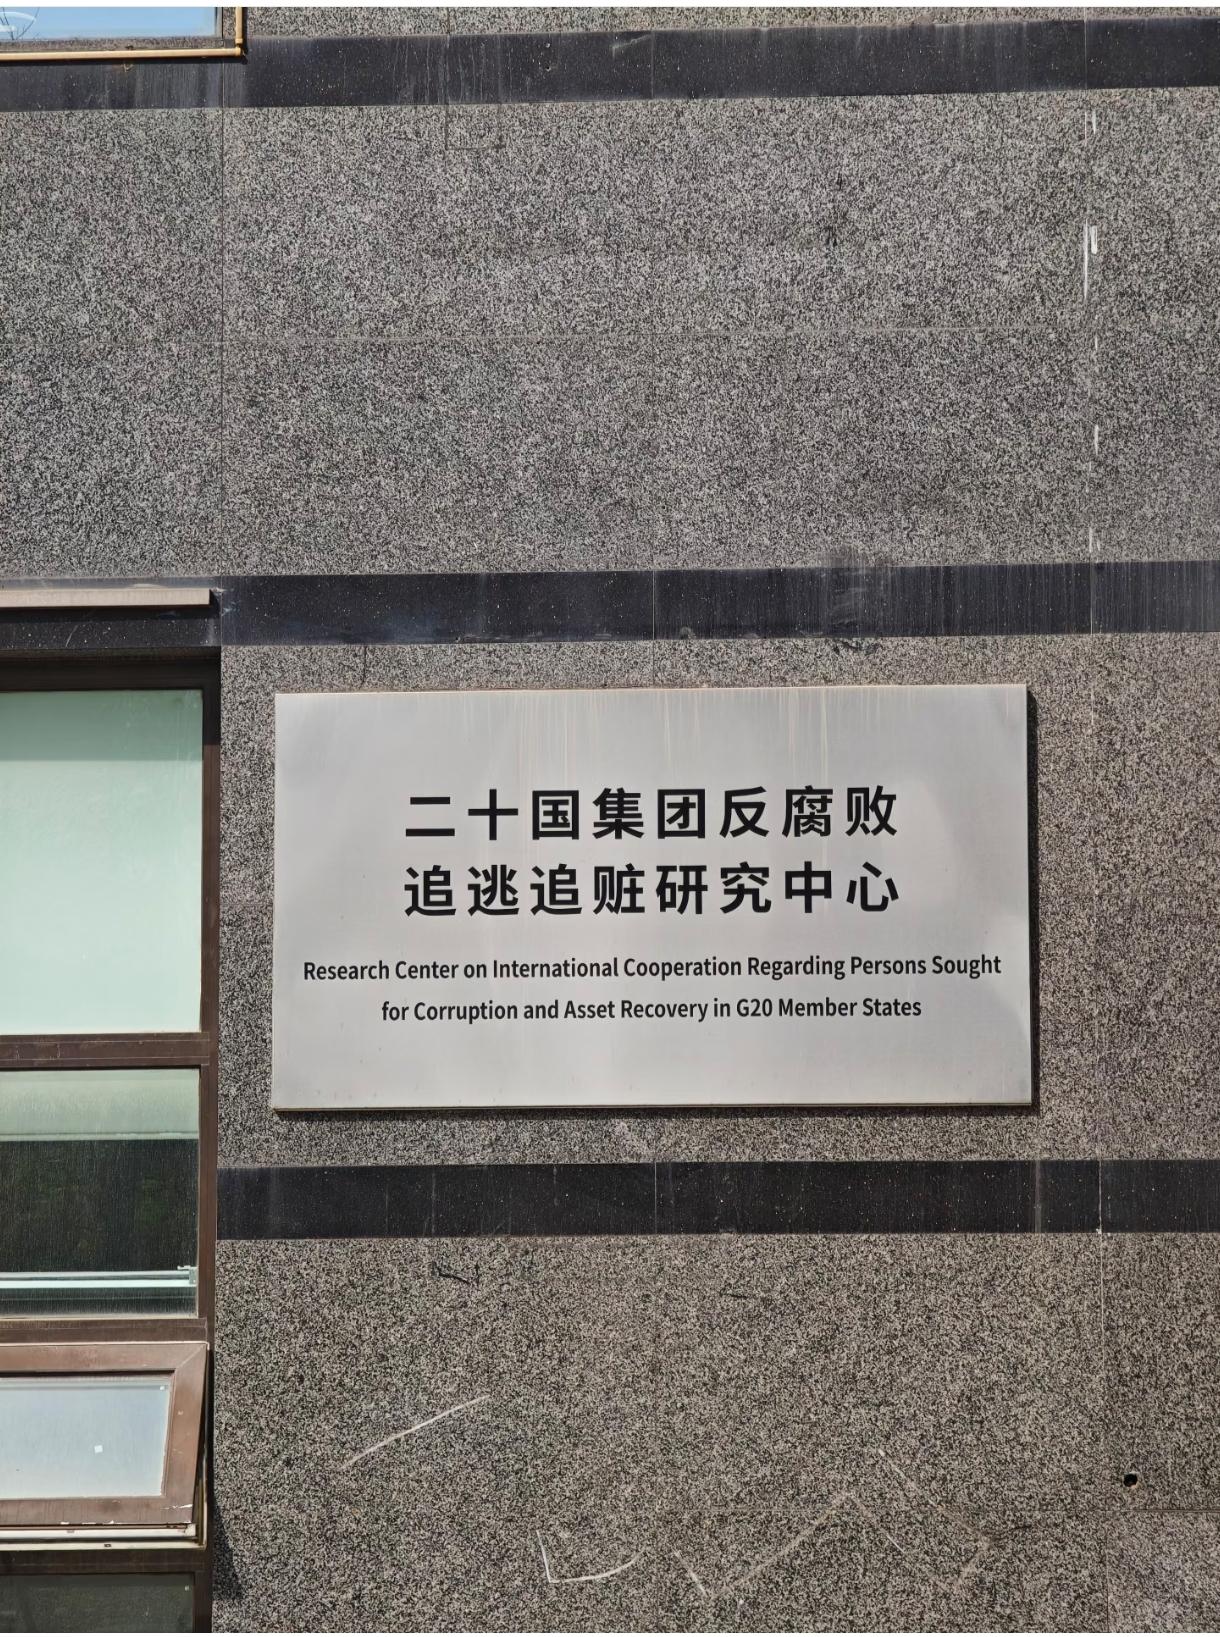 二十国集团反腐败
追逃追赃研究中心
Research Center on International Cooperation Regarding Persons Sought
for Corruption and Asset Recovery in G20 Member States